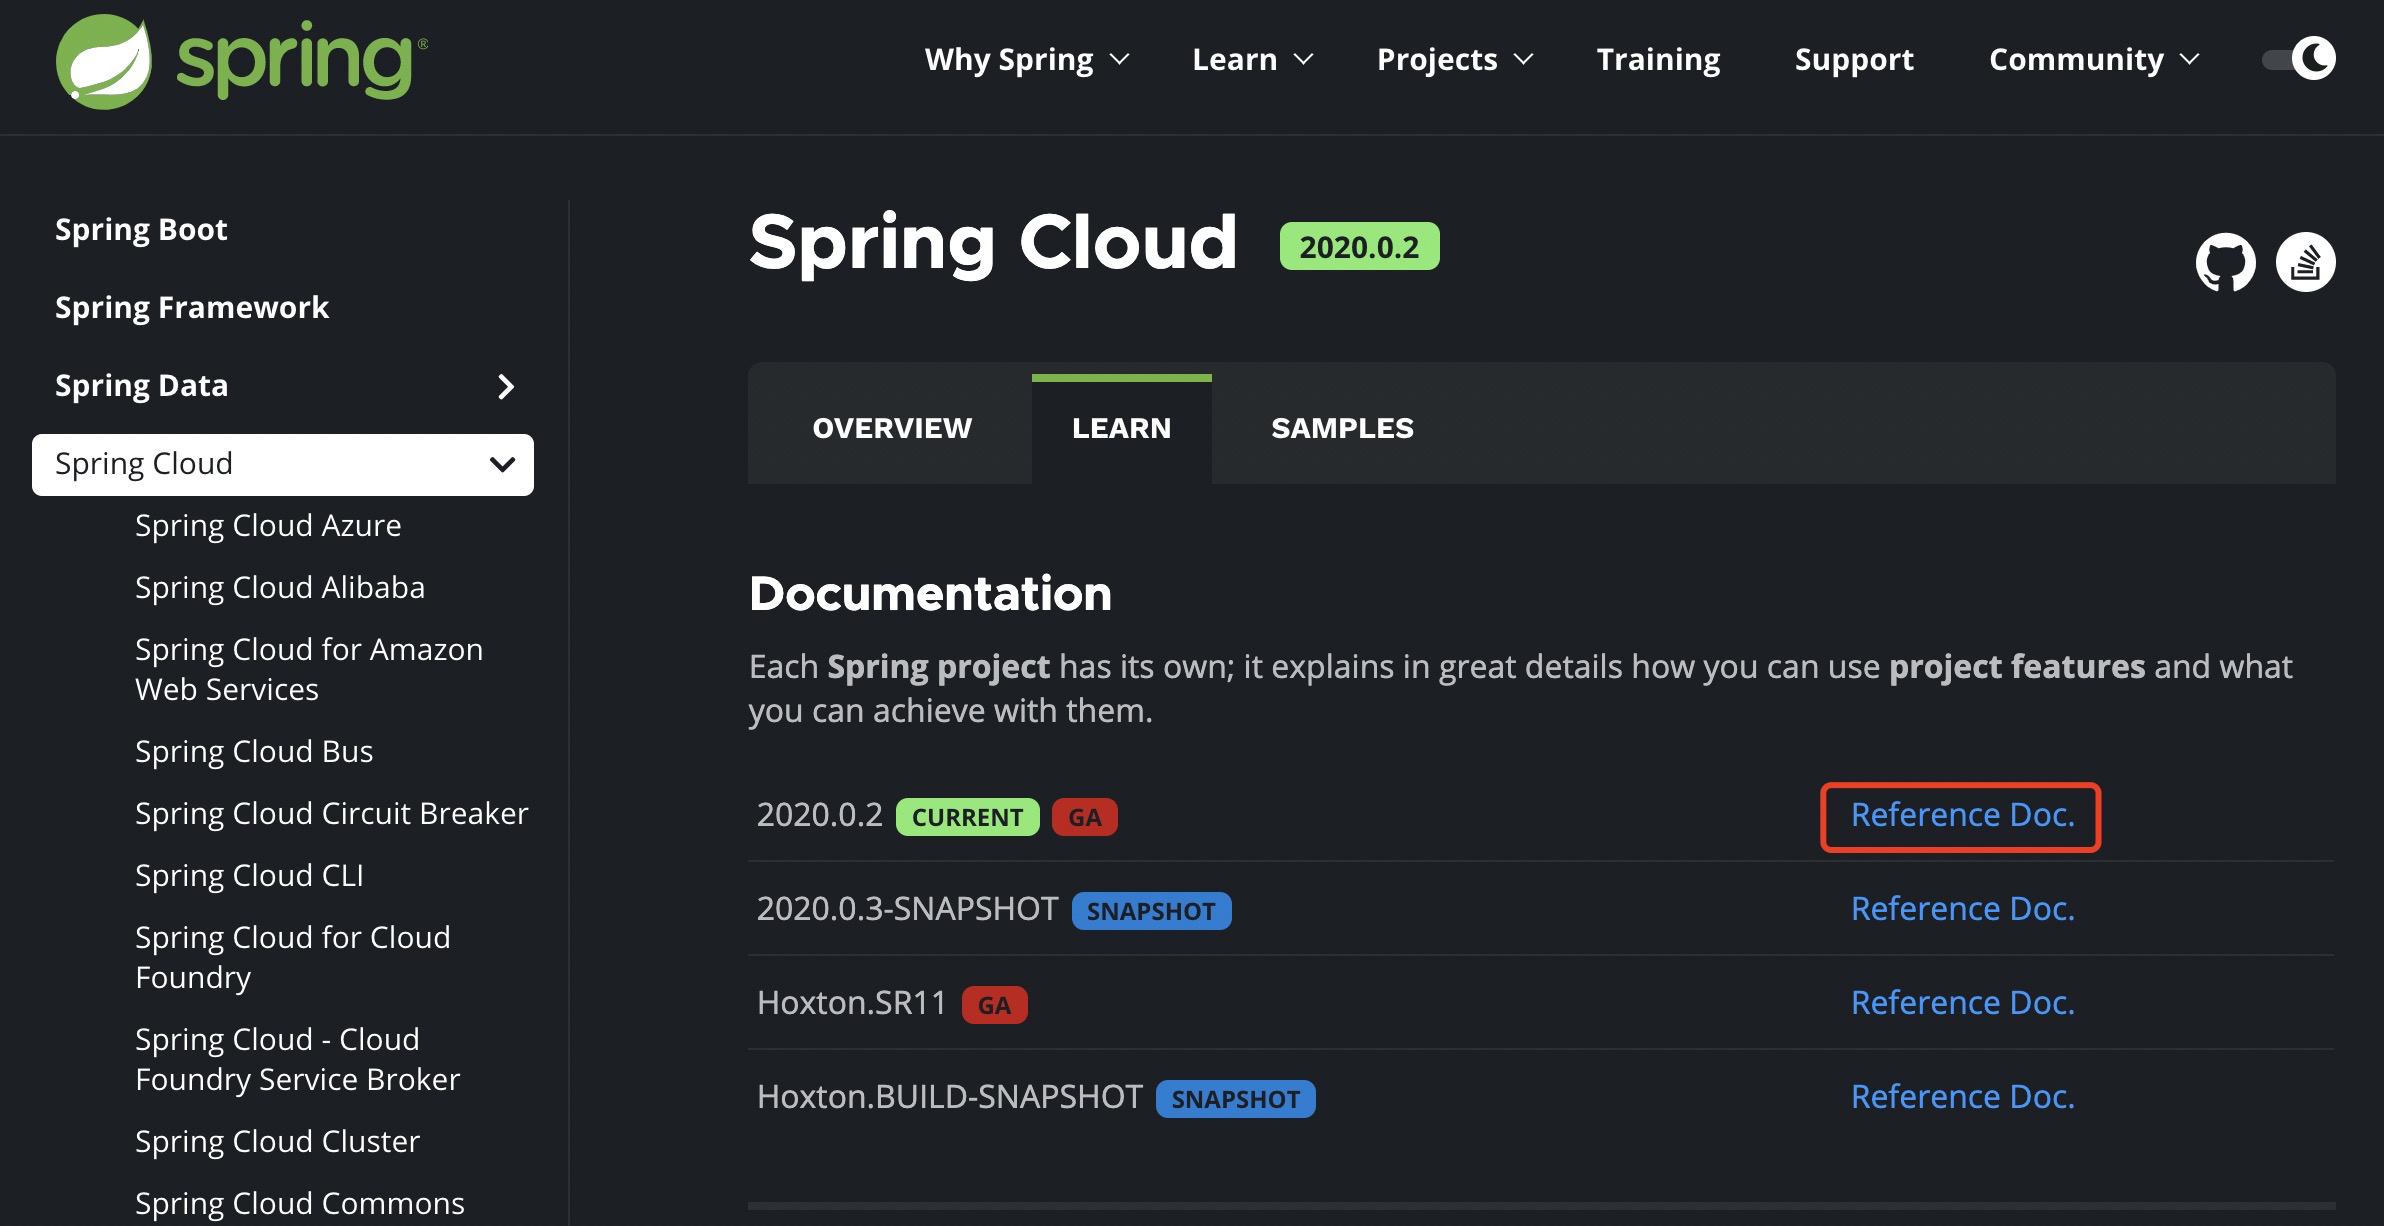 spring®
Why Spring
Learn
Projects
Training
Support
Community
Spring Boot
Spring Framework
Spring Data
Spring Cloud
Spring Cloud Azure
Spring Cloud Alibaba
Spring Cloud for Amazon
Web Services
Spring Cloud Bus
Spring Cloud Circuit Breaker
Spring Cloud CLI
Spring Cloud for Cloud
Foundry
Spring Cloud - Cloud
Foundry Service Broker
Spring Cloud Cluster
Spring Cloud Commons
Spring Cloud 2020.0.2
OVERVIEW
LEARN
SAMPLES
Documentation
Each Spring project has its own; it explains in great details how you can use project features and what
you can achieve with them.
2020.0.2 CURRENT GA Reference Doc.
2020.0.3-SNAPSHOT SNAPSHOT Reference Doc.
Hoxton.SR11 GA Reference Doc.
Hoxton.BUILD-SNAPSHOT SNAPSHOT Reference Doc.